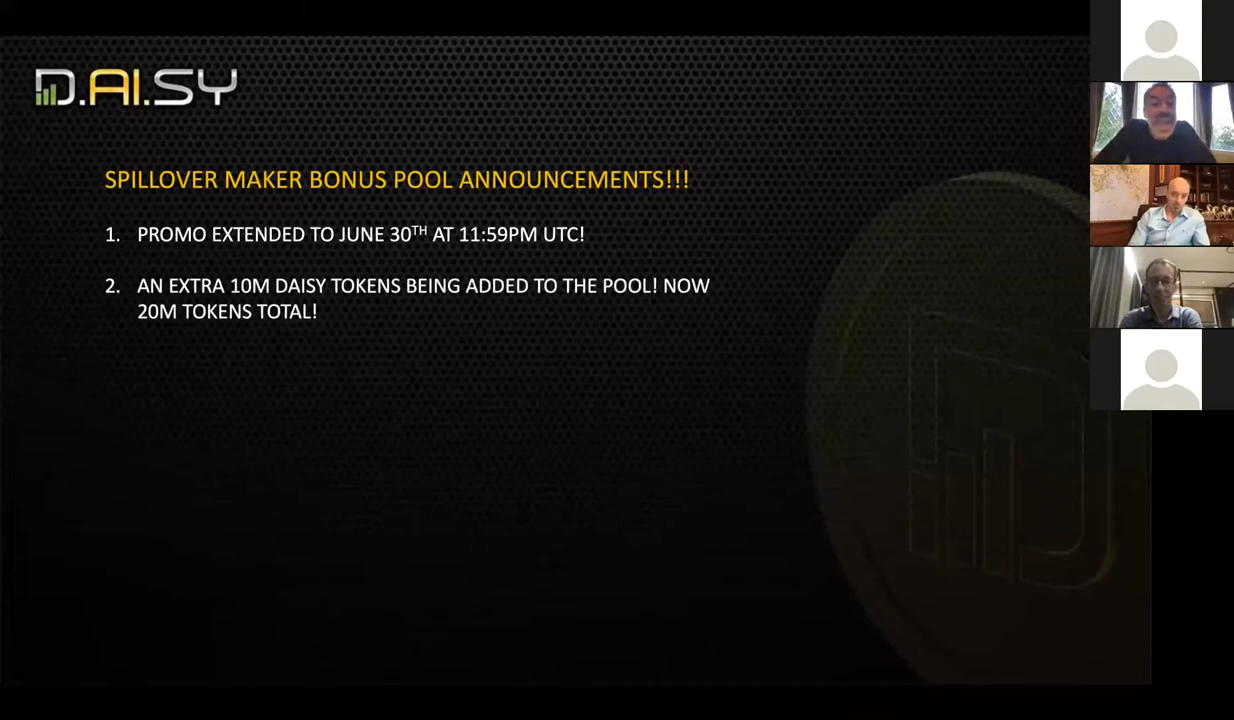 D.AI.SY
SPILLOVER MAKER BONUS POOL ANNOUNCEMENTS!!!
1. PROMO EXTENDED TO JUNE 30TH AT 11:59PM UTC!
2. AN EXTRA 10M DAISY TOKENS BEING ADDED TO THE POOL! NOW
20M TOKENS TOTAL!